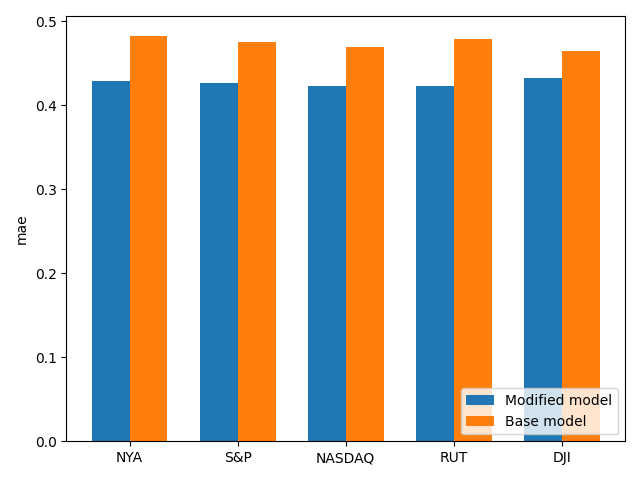 0.5
0.4
0.3
0.2
0.1
0.0
mae
NYA
S&P
NASDAQ
RUT
DJI
Modified model
Base model